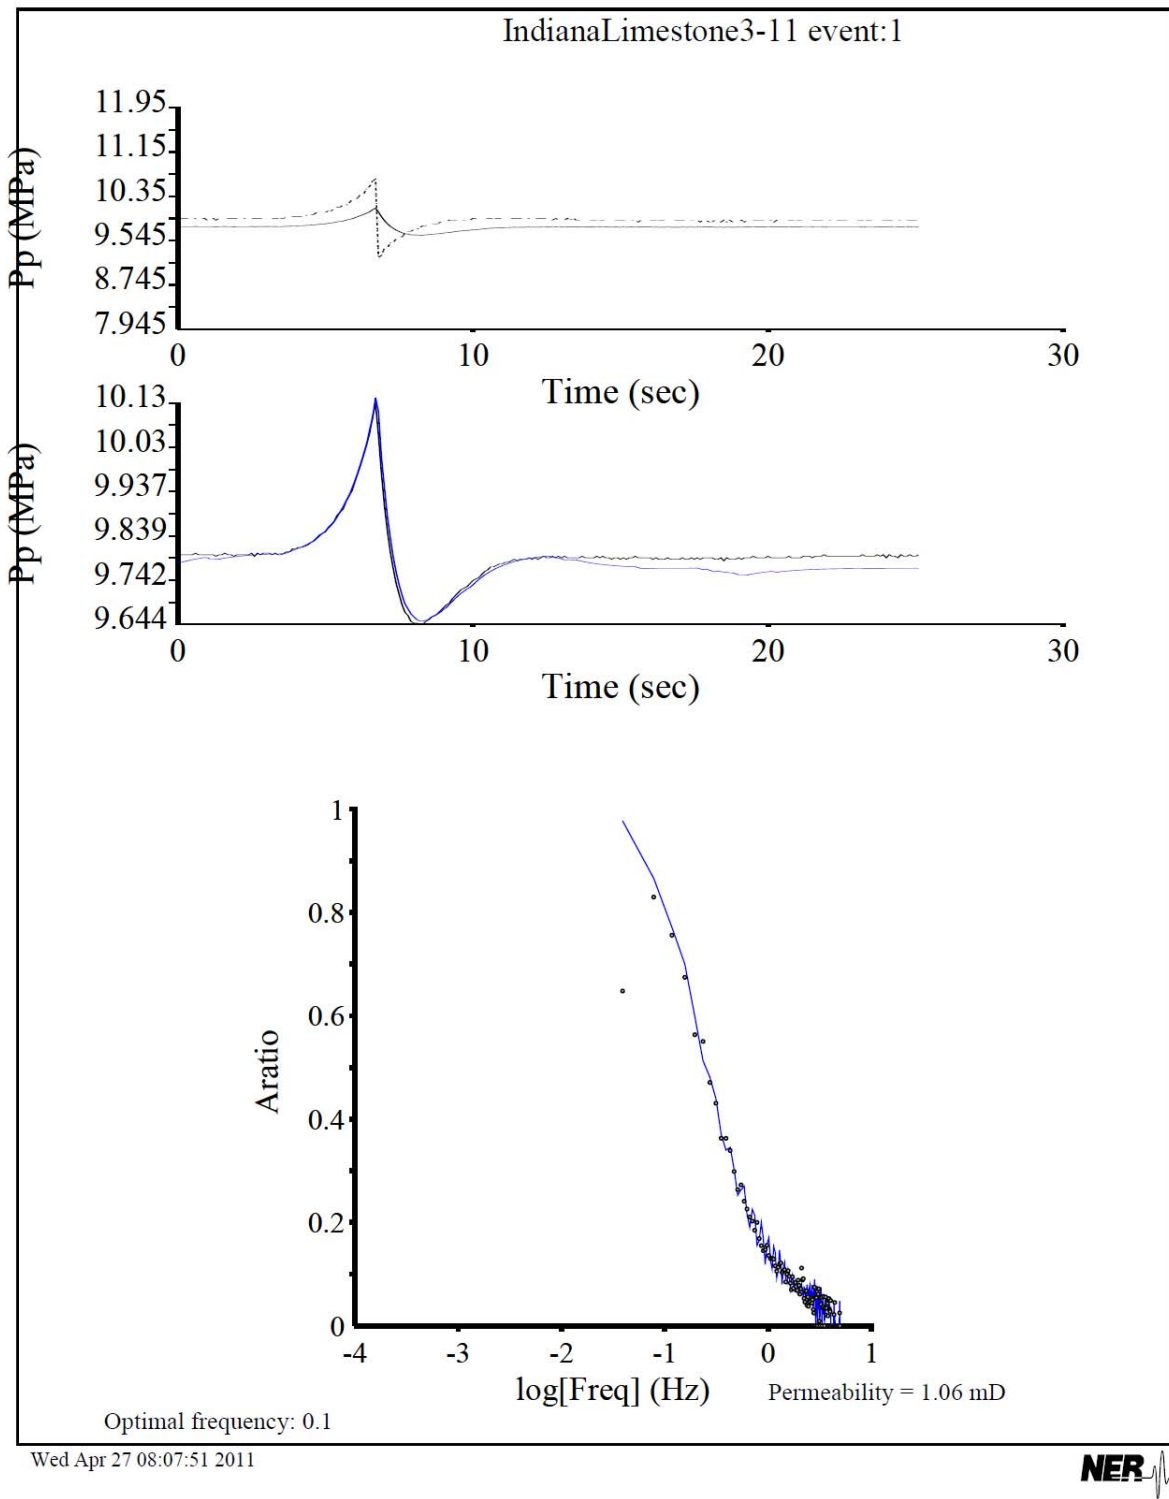 IndianaLimestone3-11 event:1
Pp (MPa)
11.95
11.15
10.35
9.545
8.745
7.945
0 10 20 30
Time (sec)
Pp (MPa)
10.13
10.03
9.937
9.839
9.742
9.644
0 10 20 30
Time (sec)
Aratio
1
0.8
0.6
0.4
0.2
0
-4 -3 -2 -1 0 1
log[Freq] (Hz)
Permeability = 1.06 mD
Optimal frequency: 0.1
Wed Apr 27 08:07:51 2011
NER